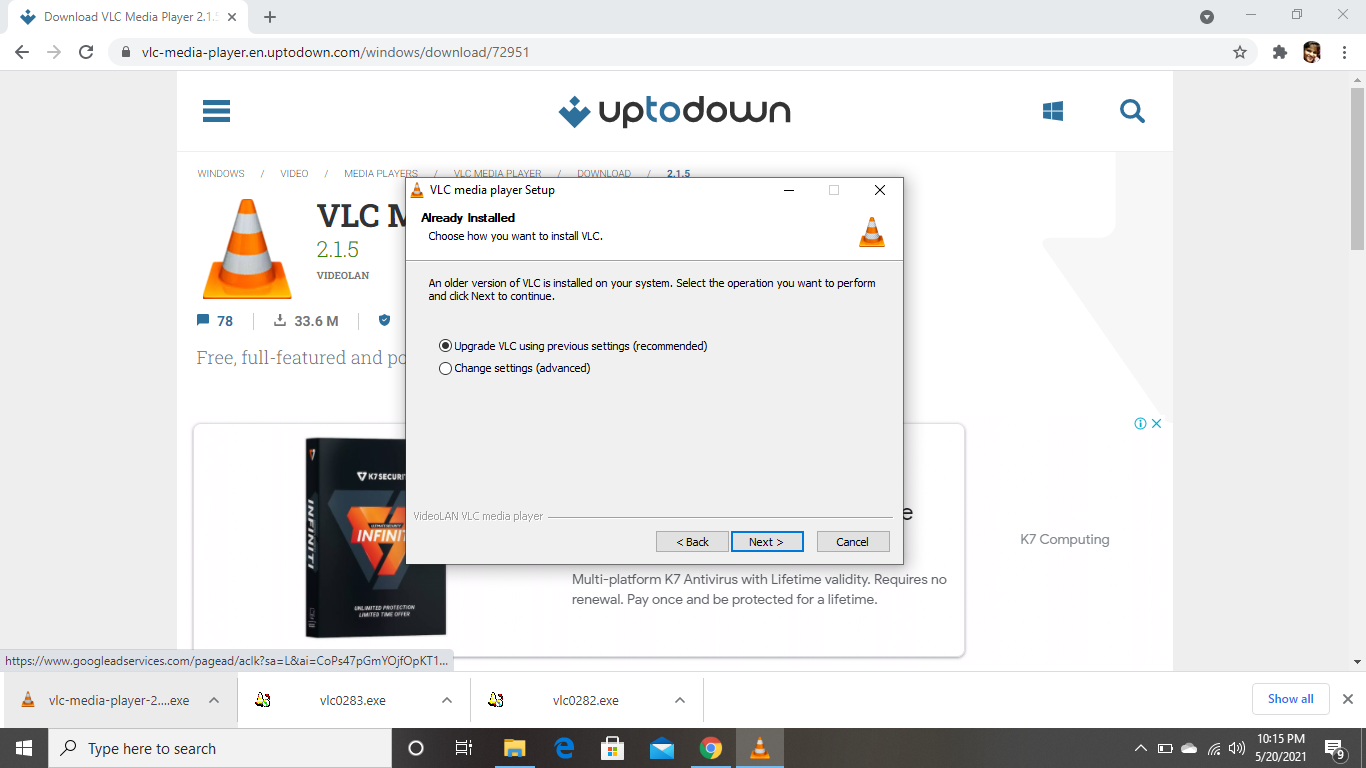 Download VLC Media Player 2.1.5
vlc-media-player.en.uptodown.com/windows/download/72951
uptodown
WINDOWS / VIDEO / MEDIA PLAYERS / VLC MEDIA PLAYER / DOWNLOAD / 2.1.5
VLC M
2.1.5
VIDEOLAN
78 33.6 M
Free, full-featured and po
VLC media player Setup
Already Installed
Choose how you want to install VLC.
An older version of VLC is installed on your system. Select the operation you want to perform
and click Next to continue.
Upgrade VLC using previous settings (recommended)
Change settings (advanced)
VideoLAN VLC media player
< Back Next > Cancel
K7 SECURIT
INFINITI
INFINITI
UNLIMITED PROTECTION
LIMITED TIME OFFER
e
K7 Computing
Multi-platform K7 Antivirus with Lifetime validity. Requires no
renewal. Pay once and be protected for a lifetime.
https://www.googleadservices.com/pagead/aclk?sa=L&ai=CoPs47pGmYOjfOpKT1...
vlc-media-player-2....exe vlc0283.exe vlc0282.exe Show all
Type here to search
10:15 PM
5/20/2021
9